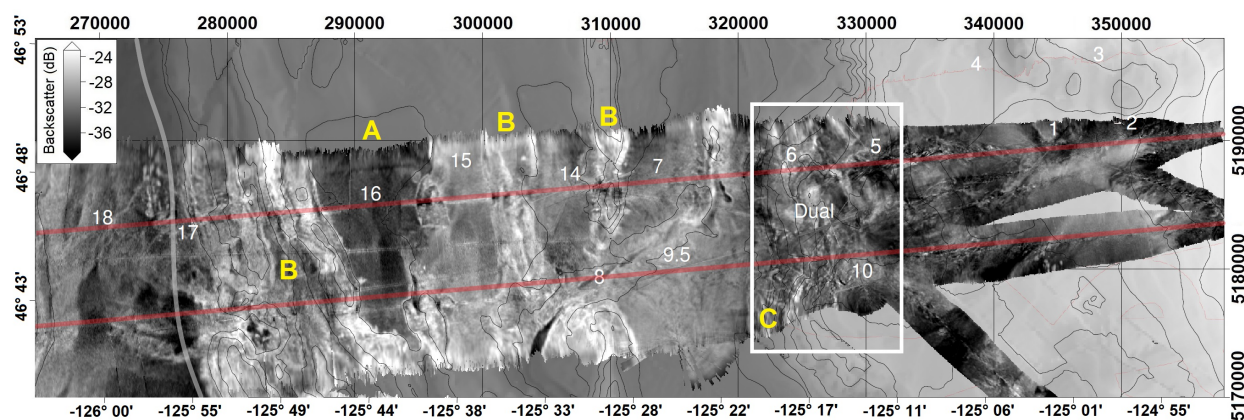 270000 280000 290000 300000 310000 320000 330000 340000 350000
46° 53'
46° 48'
46° 43'
Backscatter (dB)
-24
-28
-32
-36
A
B
B
B
C
1
2
3
4
5
6
7
8
9.5
10
14
15
16
17
18
Dual
5190000
5180000
5170000
-126° 00' -125° 55' -125° 49' -125° 44' -125° 38' -125° 33' -125° 28' -125° 22' -125° 17' -125° 11' -125° 06' -125° 01' -124° 55'